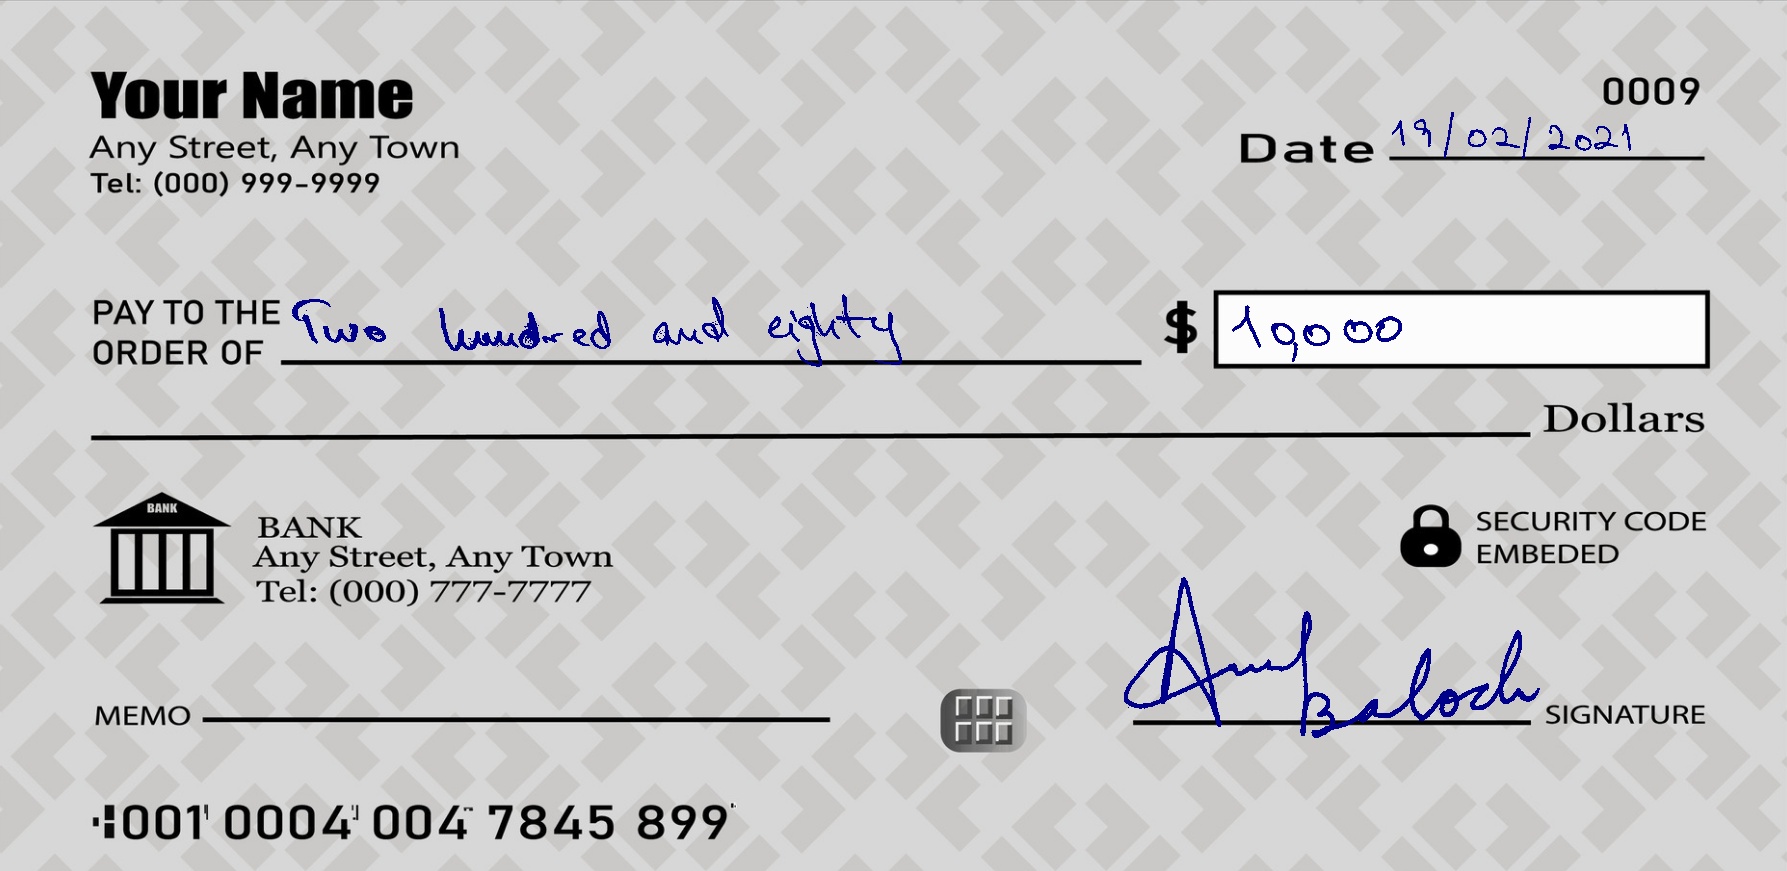 Your Name
Any Street, Any Town
Tel: (000) 999-9999
0009
Date 19/02/2021
PAY TO THE
ORDER OF Two hundred and eighty $ 10,000
Dollars
BANK
BANK
Any Street, Any Town
Tel: (000) 777-7777
SECURITY CODE
EMBEDED
MEMO
Baloch SIGNATURE
001 0004 004 7845 899